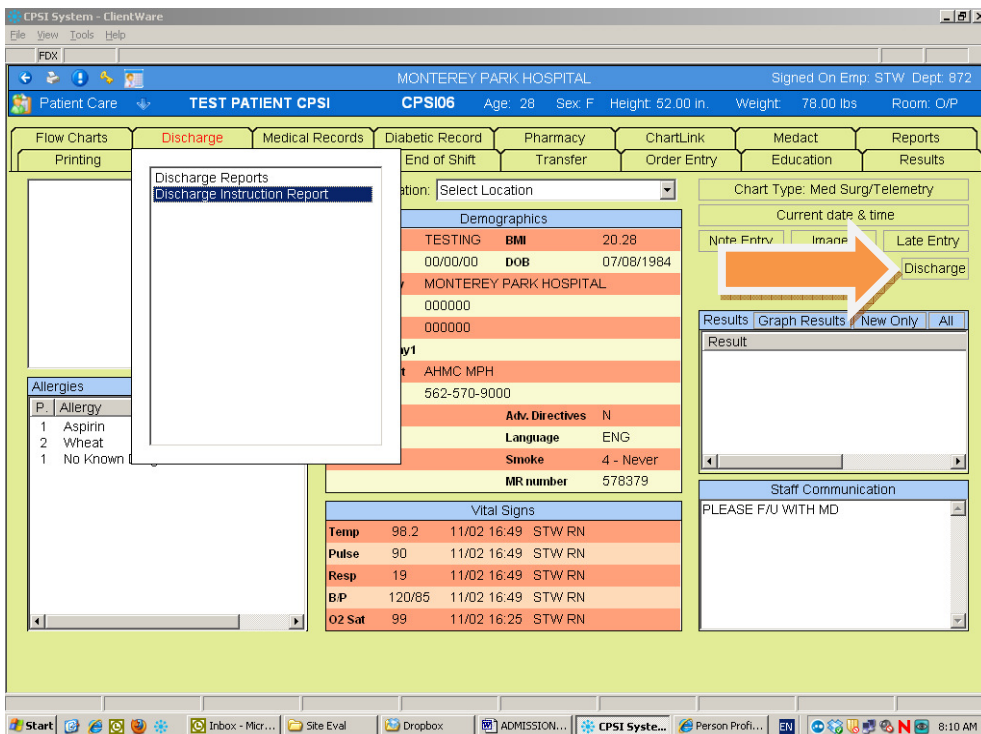 CPSI System - ClientWare
File View Tools Help
FDX
MONTEREY PARK HOSPITAL Signed On Emp: STW Dept: 872
Patient Care TEST PATIENT CPSI CPSI06 Age: 28 Sex: F Height: 52.00 in. Weight: 78.00 lbs Room: O/P
Flow Charts Discharge Medical Records Diabetic Record Pharmacy ChartLink Medact Reports
Printing End of Shift Transfer Order Entry Education Results
Discharge Reports
Discharge Instruction Report
ation: Select Location
Demographics
TESTING BMI 20.28
00/00/00 DOB 07/08/1984
MONTEREY PARK HOSPITAL
000000
000000
ny1
t AHMC MPH
562-570-9000
Adv. Directives N
Language ENG
Smoke 4 - Never
MR number 578379
Vital Signs
Temp 98.2 11/02 16:49 STW RN
Pulse 90 11/02 16:49 STW RN
Resp 19 11/02 16:49 STW RN
B/P 120/85 11/02 16:49 STW RN
O2 Sat 99 11/02 16:25 STW RN
Allergies
P. Allergy
1 Aspirin
2 Wheat
1 No Known
Chart Type: Med Surg/Telemetry
Current date & time
Note Entry Image Late Entry
Discharge
Results Graph Results New Only All
Result
Staff Communication
PLEASE F/U WITH MD
Start Inbox - Micr... Site Eval Dropbox ADMISSION... CPSI Syste... Person Profi... EN N 8:10 AM